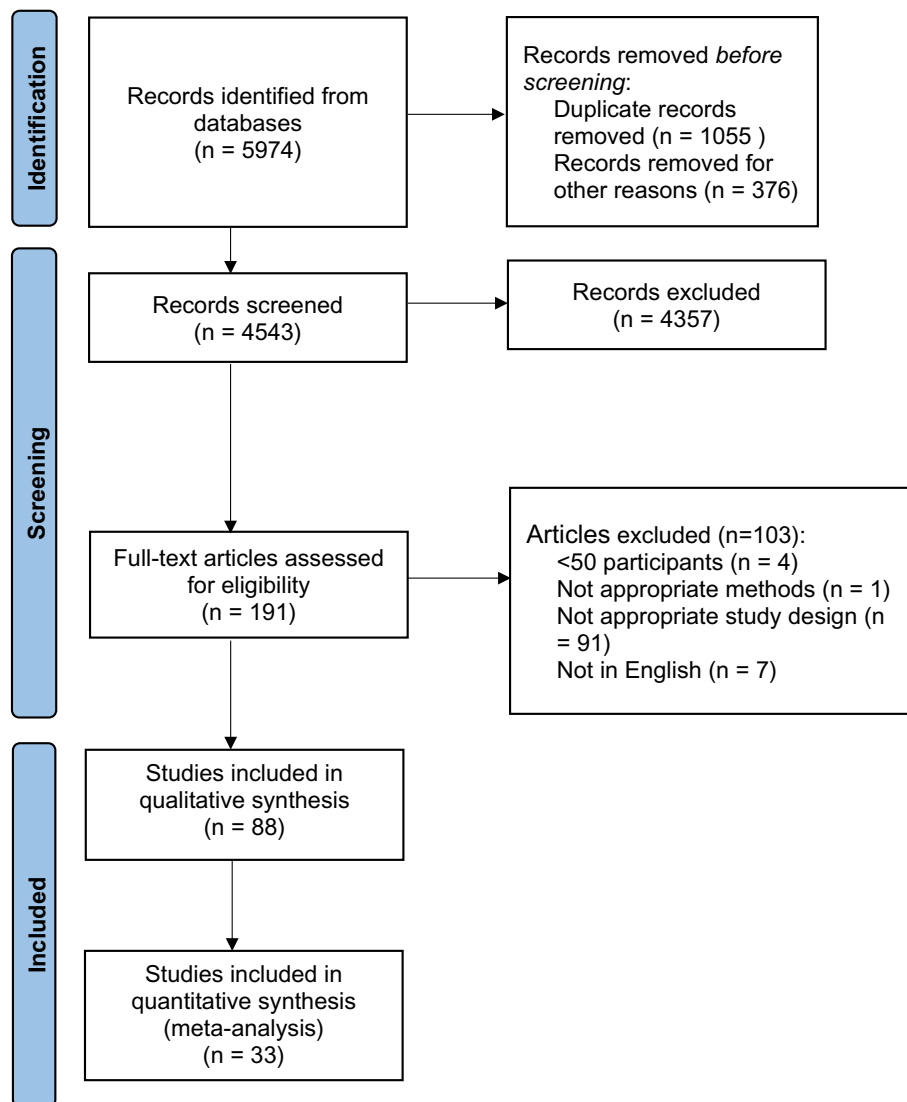 Identification
Records identified from
databases
(n = 5974)
Records removed before
screening:
Duplicate records
removed (n = 1055 )
Records removed for
other reasons (n = 376)
Screening
Records screened
(n = 4543)
Records excluded
(n = 4357)
Full-text articles assessed
for eligibility
(n = 191)
Articles excluded (n=103):
<50 participants (n = 4)
Not appropriate methods (n = 1)
Not appropriate study design (n
= 91)
Not in English (n = 7)
Included
Studies included in
qualitative synthesis
(n = 88)
Studies included in
quantitative synthesis
(meta-analysis)
(n = 33)